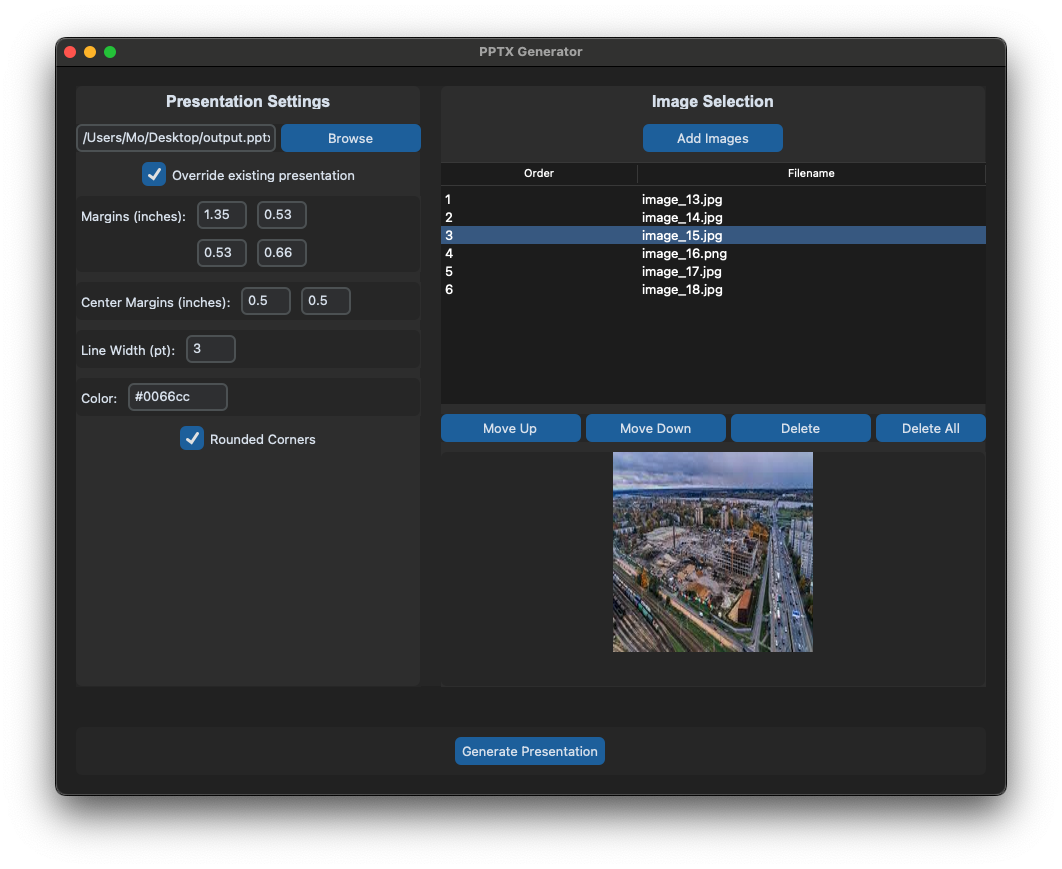 PPTX Generator
Presentation Settings
/Users/Mo/Desktop/output.pptx
Browse
Override existing presentation
Margins (inches): 1.35 0.53
0.53 0.66
Center Margins (inches): 0.5 0.5
Line Width (pt): 3
Color: #0066cc
Rounded Corners
Image Selection
Add Images
Order Filename
1 image_13.jpg
2 image_14.jpg
3 image_15.jpg
4 image_16.png
5 image_17.jpg
6 image_18.jpg
Move Up Move Down Delete Delete All
Generate Presentation